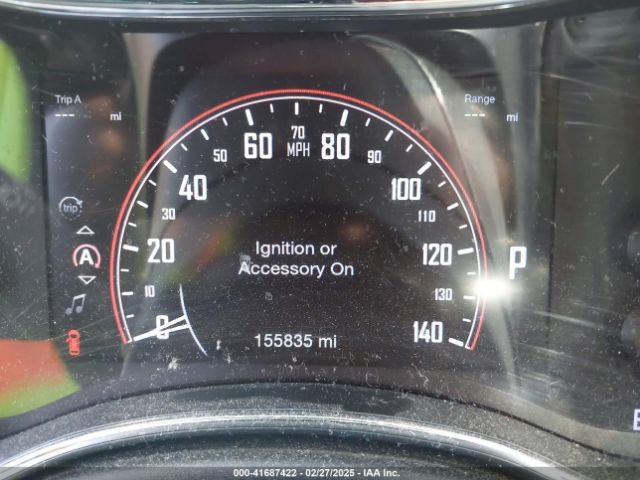 Trip A
--- mi
Range
--- mi
0
10
20
30
40
50
60
70
MPH
80
90
100
110
120
130
140
trip
A
Ignition or
Accessory On
155835 mi
P
E
000-41687422 - 02/27/2025 - IAA Inc.